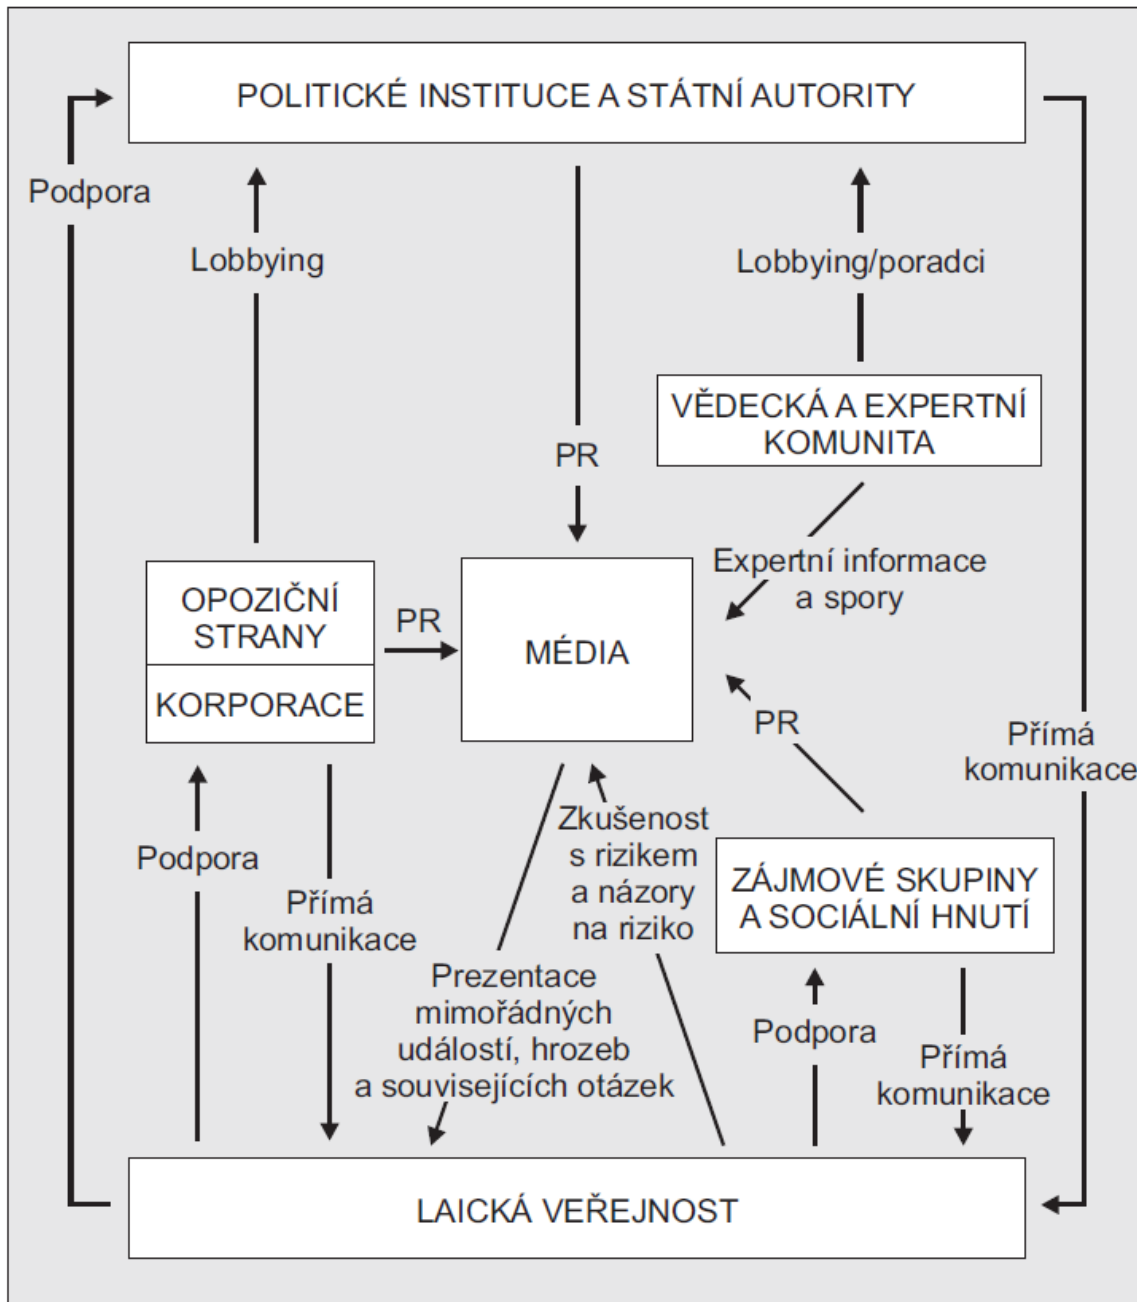 POLITICKÉ INSTITUCE A STÁTNÍ AUTORITY
Podpora
Lobbying
Lobbying/poradci
VĚDECKÁ A EXPERTNÍ
KOMUNITA
PR
Expertní informace
a spory
OPOZIČNÍ
STRANY
KORPORACE
PR
MÉDIA
PR
Přímá
komunikace
Podpora
Přímá
komunikace
Zkušenost
s rizikem
a názory
na riziko
ZÁJMOVÉ SKUPINY
A SOCIÁLNÍ HNUTÍ
Prezentace
mimořádných
událostí, hrozeb
a souvisejících otázek
Podpora
Přímá
komunikace
LAICKÁ VEŘEJNOST